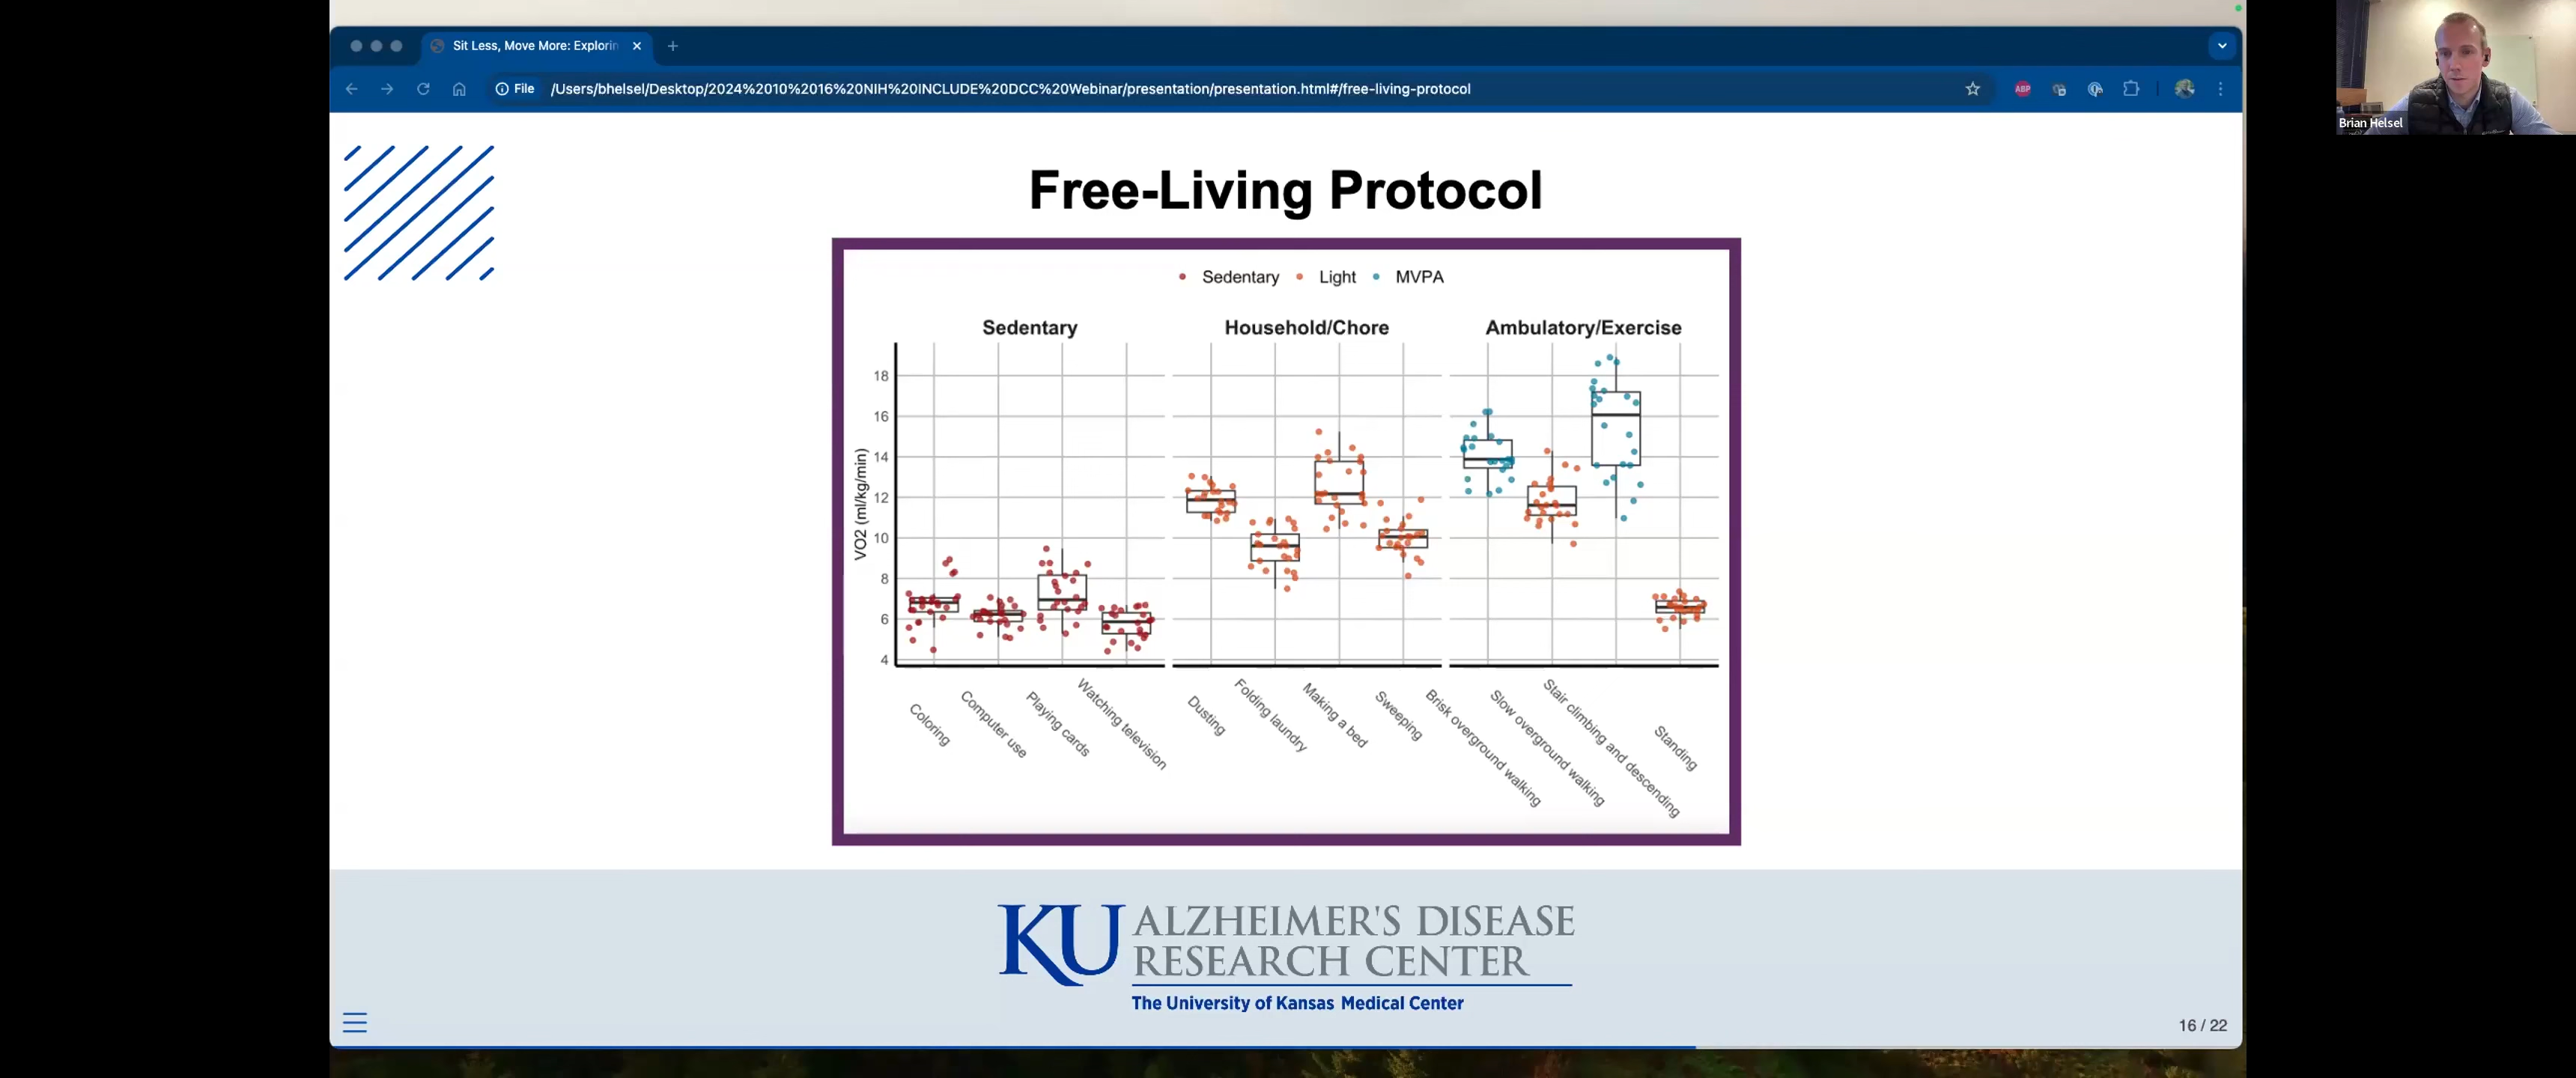 Sit Less, Move More: Explorin
File
/Users/bhelsel/Desktop/2024%2010%2016%20NIH%20INCLUDE%20DCC%20Webinar/presentation/presentation.html#/free-living-protocol
ABP
Brian Helsel
Free-Living Protocol
Sedentary
Light
MVPA
Sedentary
Household/Chore
Ambulatory/Exercise
VO2 (ml/kg/min)
18
16
14
12
10
8
6
4
Coloring
Computer use
Playing cards
Watching television
Dusting
Folding laundry
Making a bed
Sweeping
Brisk overground walking
Slow overground walking
Stair climbing and descending
Standing
KU ALZHEIMER'S DISEASE
RESEARCH CENTER
The University of Kansas Medical Center
16 / 22